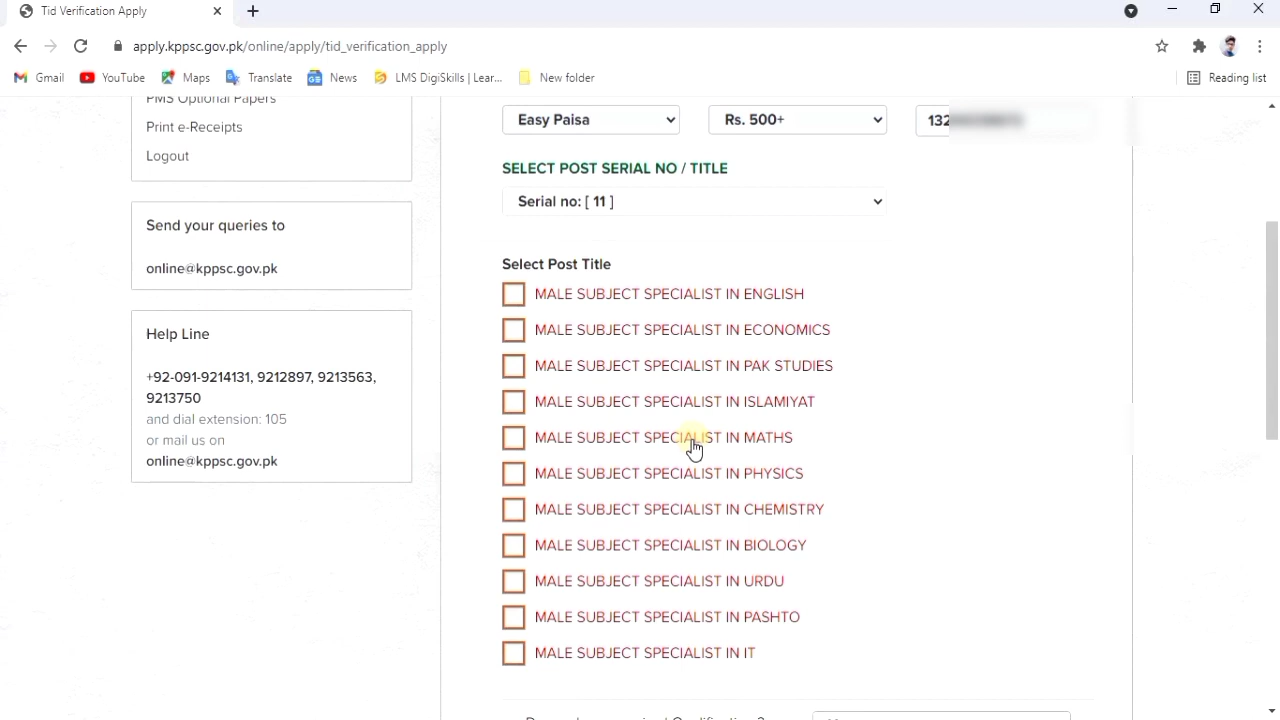 Tid Verification Apply
apply.kppsc.gov.pk/online/apply/tid_verification_apply
Gmail YouTube Maps Translate News LMS DigiSkills | Lear... New folder Reading list
PMS Optional Papers
Print e-Receipts
Logout
Send your queries to
online@kppsc.gov.pk
Help Line
+92-091-9214131, 9212897, 9213563,
9213750
and dial extension: 105
or mail us on
online@kppsc.gov.pk
Easy Paisa Rs. 500+ 132
SELECT POST SERIAL NO / TITLE
Serial no: [ 11 ]
Select Post Title
MALE SUBJECT SPECIALIST IN ENGLISH
MALE SUBJECT SPECIALIST IN ECONOMICS
MALE SUBJECT SPECIALIST IN PAK STUDIES
MALE SUBJECT SPECIALIST IN ISLAMIYAT
MALE SUBJECT SPECIALIST IN MATHS
MALE SUBJECT SPECIALIST IN PHYSICS
MALE SUBJECT SPECIALIST IN CHEMISTRY
MALE SUBJECT SPECIALIST IN BIOLOGY
MALE SUBJECT SPECIALIST IN URDU
MALE SUBJECT SPECIALIST IN PASHTO
MALE SUBJECT SPECIALIST IN IT